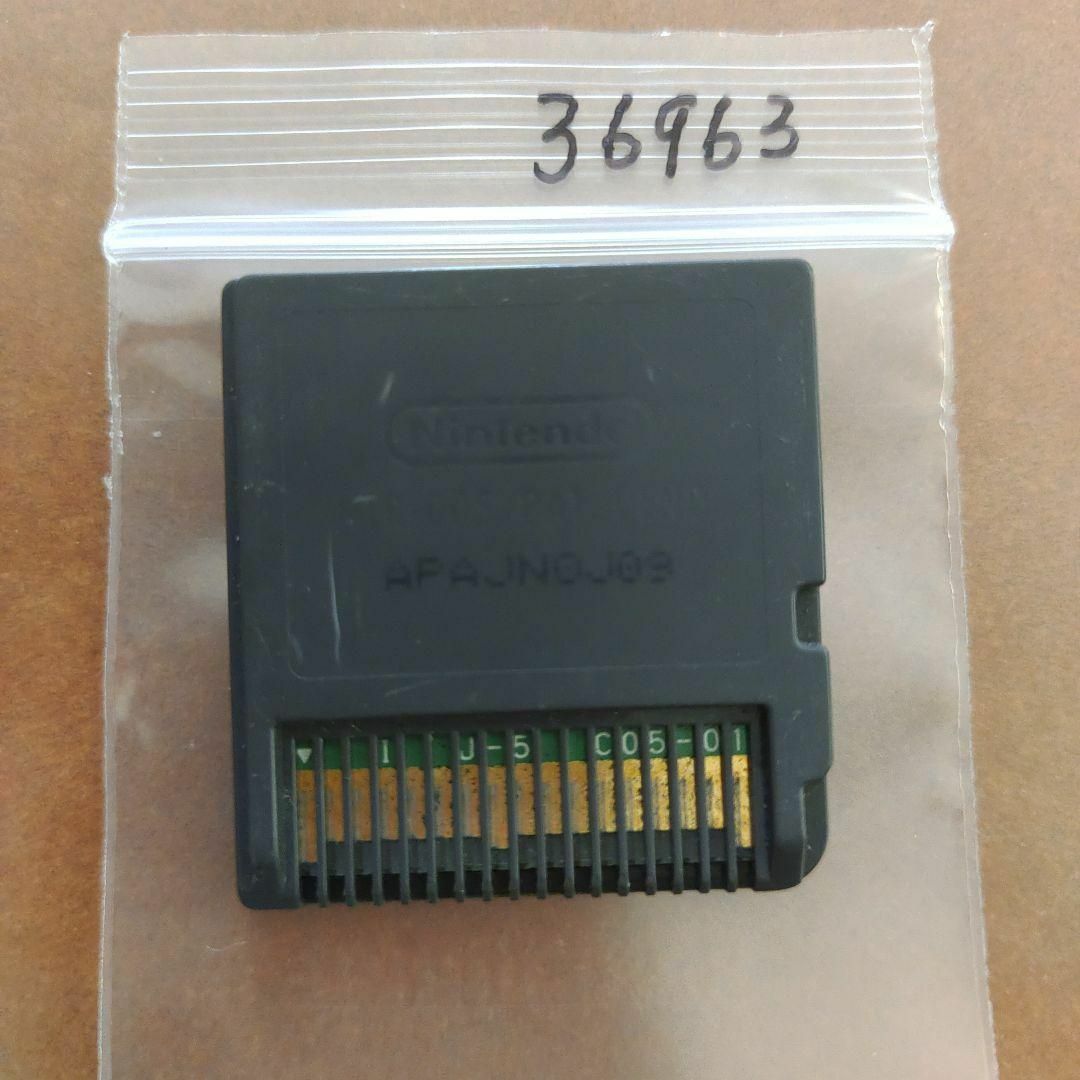 36963
Nintendo
APAJN0J09
▼ I J-5 C05-01